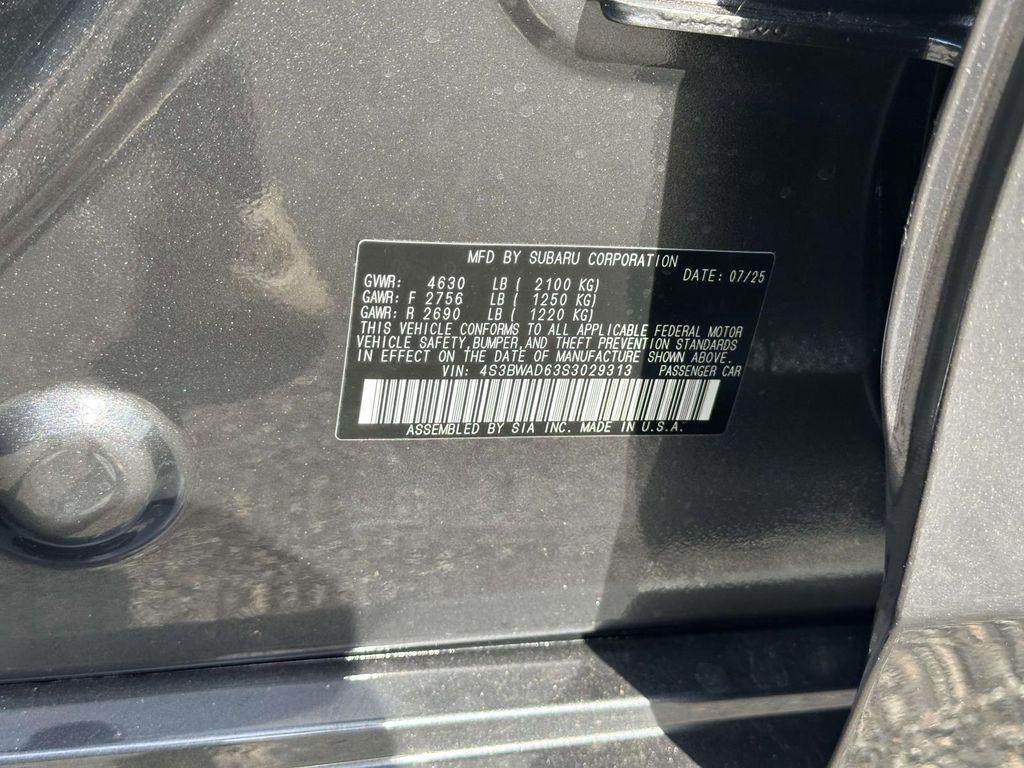 MFD BY SUBARU CORPORATION
DATE: 07/25
GVWR: 4630 LB ( 2100 KG)
GAWR: F 2756 LB ( 1250 KG)
GAWR: R 2690 LB ( 1220 KG)
THIS VEHICLE CONFORMS TO ALL APPLICABLE FEDERAL MOTOR
VEHICLE SAFETY,BUMPER,AND THEFT PREVENTION STANDARDS
IN EFFECT ON THE DATE OF MANUFACTURE SHOWN ABOVE.
VIN: 4S3BWAD63S3029313 PASSENGER CAR
ASSEMBLED BY SIA INC. MADE IN U.S.A.